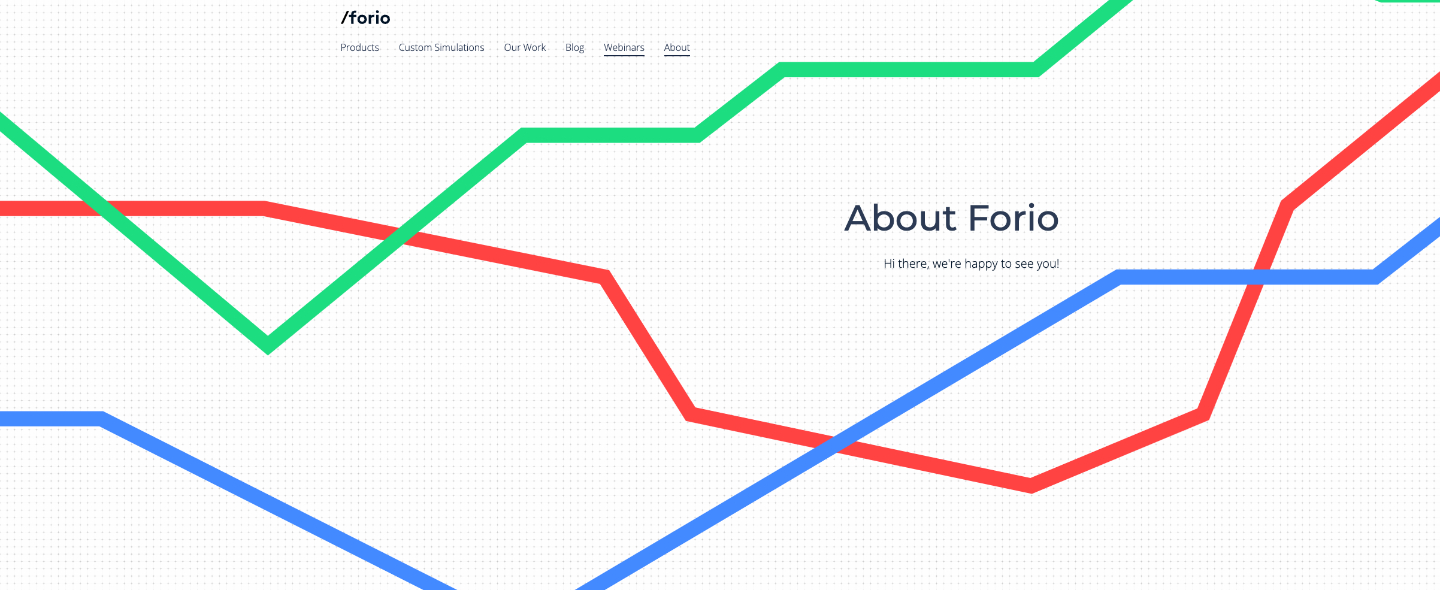 /forio
Products Custom Simulations Our Work Blog Webinars About
About Forio
Hi there, we're happy to see you!